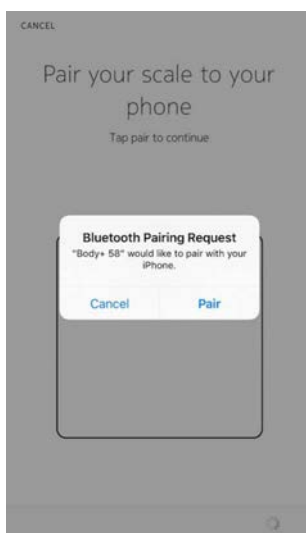 CANCEL
Pair your scale to your
phone
Tap pair to continue
Bluetooth Pairing Request
"Body+ 58" would like to pair with your
iPhone.
Cancel Pair